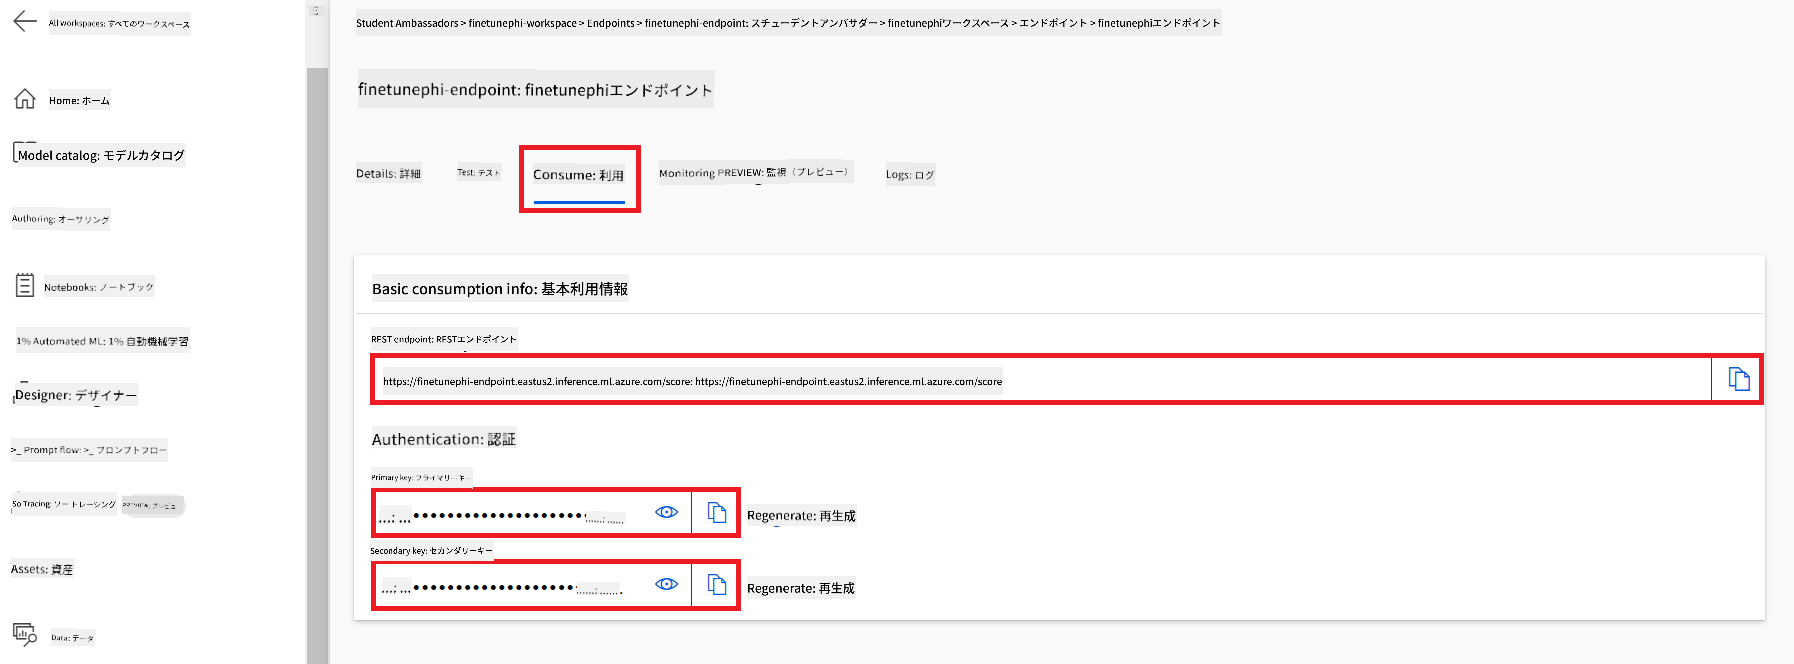 All workspaces: すべてのワークスペース
Home: ホーム
Model catalog: モデルカタログ
Authoring: オーサリング
Notebooks: ノートブック
1% Automated ML: 1% 自動機械学習
Designer: デザイナー
>_ Prompt flow: >_ プロンプトフロー
So Tracing: ソー トレーシング PREVIEW: プレビュ
Assets: 資産
Data: データ
Student Ambassadors > finetunephi-workspace > Endpoints > finetunephi-endpoint: スチューデントアンバサダー > finetunephiワークスペース > エンドポイント > finetunephiエンドポイント
finetunephi-endpoint: finetunephiエンドポイント
Details: 詳細
Test: テスト
Consume: 利用
Monitoring PREVIEW: 監視（プレビュー）
Logs: ログ
Basic consumption info: 基本利用情報
REST endpoint: RESTエンドポイント
https://finetunephi-endpoint.eastus2.inference.ml.azure.com/score: https://finetunephi-endpoint.eastus2.inference.ml.azure.com/score
Authentication: 認証
Primary key: プライマリーキー
Regenerate: 再生成
Secondary key: セカンダリーキー
Regenerate: 再生成